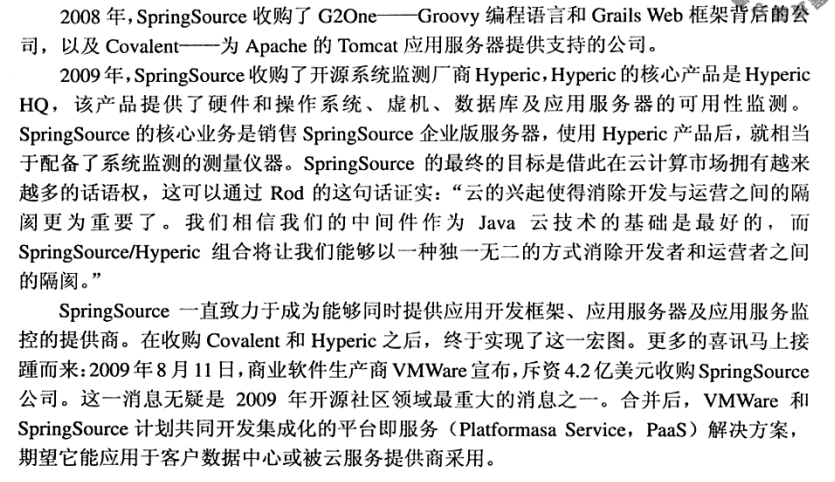 2008 年，SpringSource 收购了 G2One——Groovy 编程语言和 Grails Web 框架背后的公
司，以及 Covalent——为 Apache 的 Tomcat 应用服务器提供支持的公司。
2009 年，SpringSource 收购了开源系统监测厂商 Hyperic，Hyperic 的核心产品是 Hyperic
HQ，该产品提供了硬件和操作系统、虚机、数据库及应用服务器的可用性监测。
SpringSource 的核心业务是销售 SpringSource 企业版服务器，使用 Hyperic 产品后，就相当
于配备了系统监测的测量仪器。SpringSource 的最终的目标是借此在云计算市场拥有越来
越多的话语权，这可以通过 Rod 的这句话证实：“云的兴起使得消除开发与运营之间的隔
阂更为重要了。我们相信我们的中间件作为 Java 云技术的基础是最好的，而
SpringSource/Hyperic 组合将让我们能够以一种独一无二的方式消除开发者和运营者之间
的隔阂。”
SpringSource 一直致力于成为能够同时提供应用开发框架、应用服务器及应用服务监
控的提供商。在收购 Covalent 和 Hyperic 之后，终于实现了这一宏图。更多的喜讯马上接
踵而来：2009 年 8 月 11 日，商业软件生产商 VMWare 宣布，斥资 4.2 亿美元收购 SpringSource
公司。这一消息无疑是 2009 年开源社区领域最重大的消息之一。合并后，VMWare 和
SpringSource 计划共同开发集成化的平台即服务（Platformasa Service，PaaS）解决方案，
期望它能应用于客户数据中心或被云服务提供商采用。